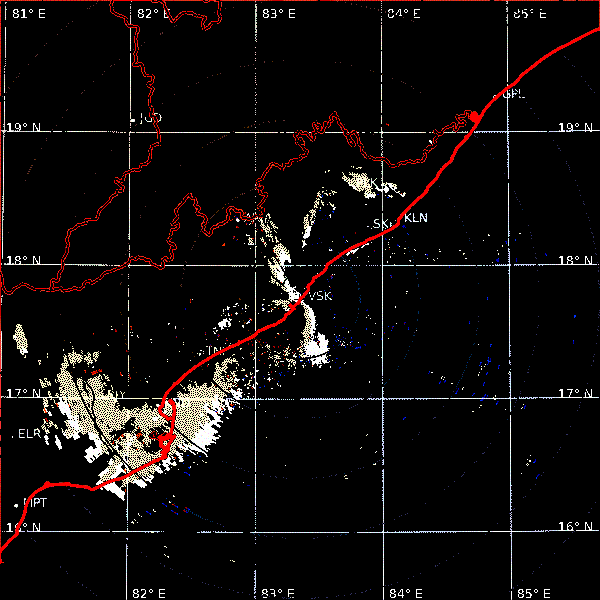 81° E 82° E 83° E 84° E 85° E
GPL
JGD
19° N 19° N
SKL KLN
18° N 18° N
VSK
TNI
17° N 17° N
ELR
MPT
16° N 16° N
82° E 83° E 84° E 85° E